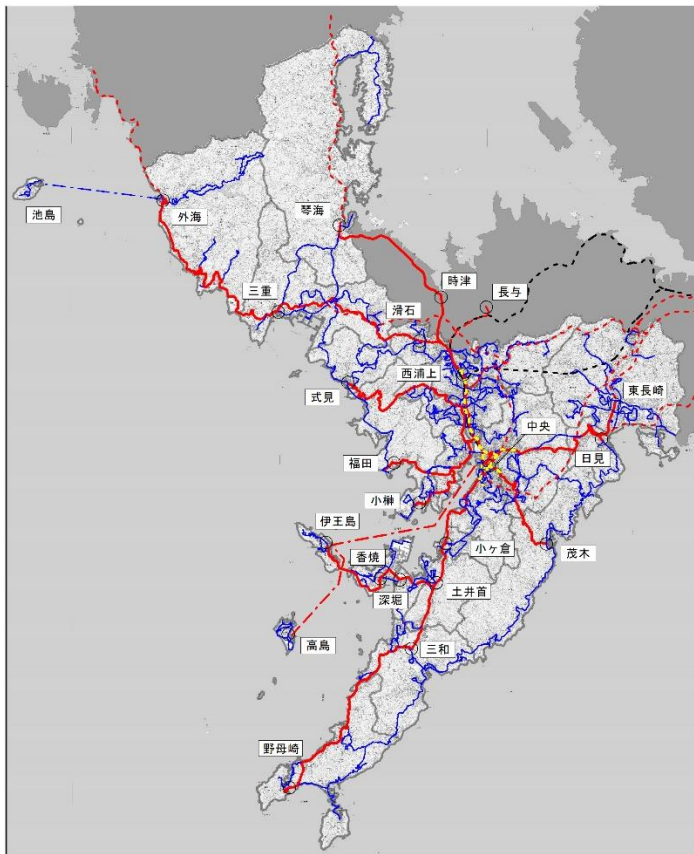 池島
外海
琴海
時津
長与
三重
滑石
西浦上
式見
東長崎
中央
福田
日見
小榊
伊王島
香焼
小ヶ倉
茂木
深堀
土井首
高島
三和
野母崎